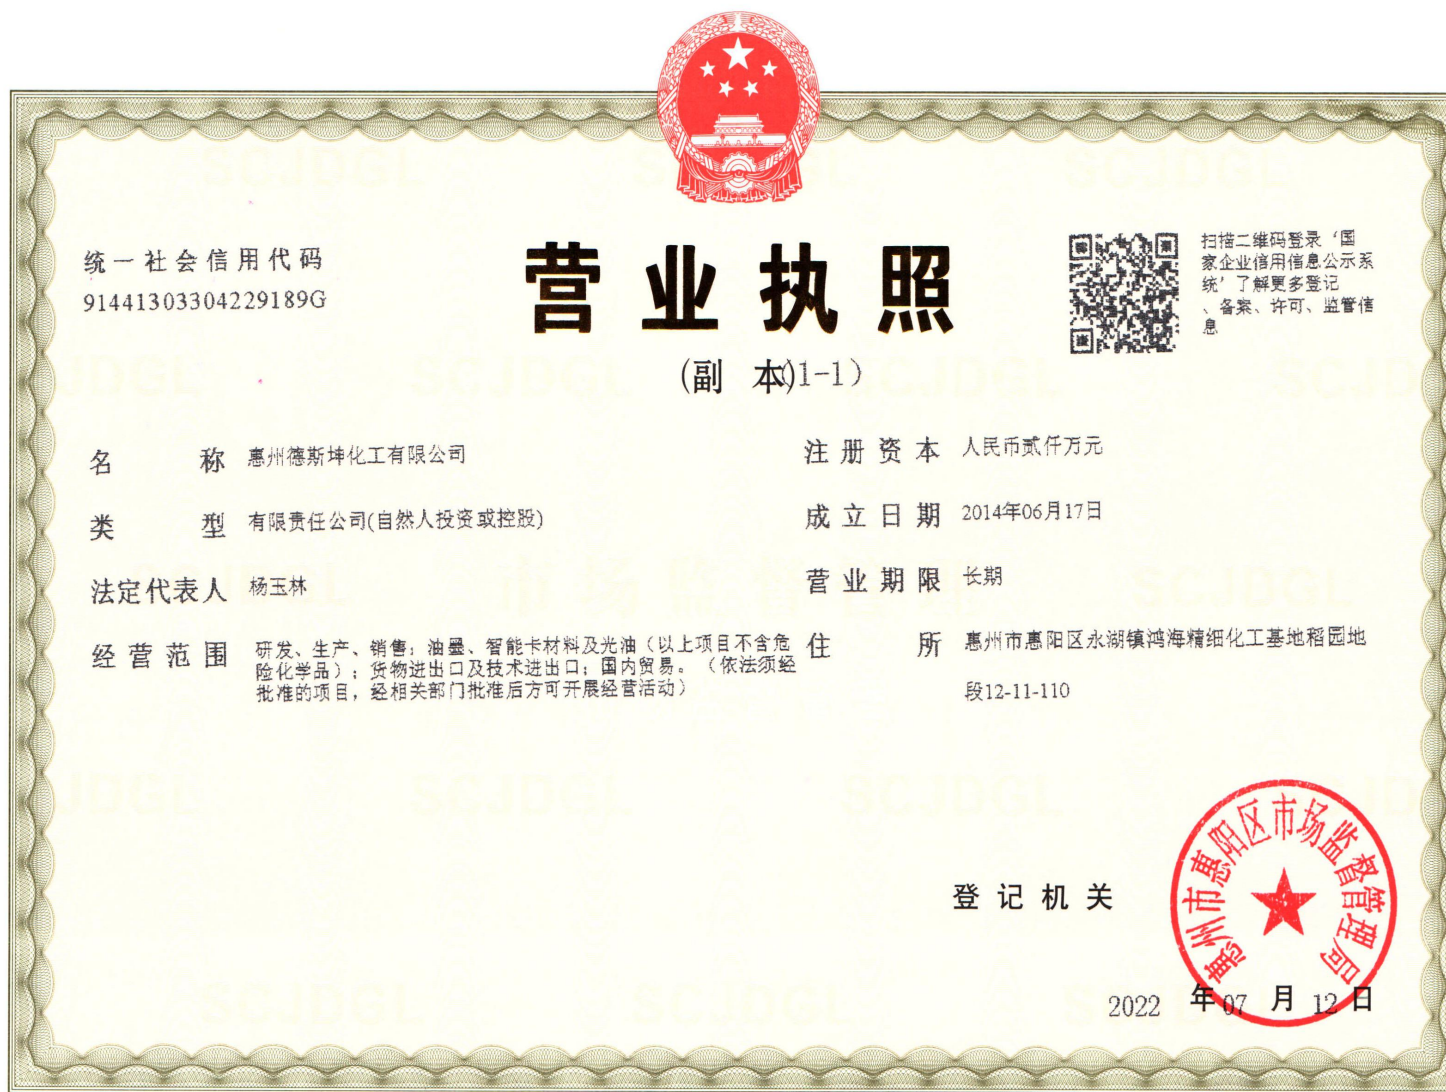 统一社会信用代码
91441303304229189G
营业执照
(副 本)(1-1)
扫描二维码登录‘国
家企业信用信息公示系
统’了解更多登记
、备案、许可、监管信
息
名 称 惠州德斯坤化工有限公司
类 型 有限责任公司(自然人投资或控股)
法定代表人 杨玉林
经营范围 研发、生产、销售：油墨、智能卡材料及光油（以上项目不含危
险化学品）；货物进出口及技术进出口；国内贸易。（依法须经
批准的项目，经相关部门批准后方可开展经营活动）
注册资本 人民币贰仟万元
成立日期 2014年06月17日
营业期限 长期
住 所 惠州市惠阳区永湖镇鸿海精细化工基地稻园地
段12-11-110
登记机关
惠州市惠阳区市场监督管理局
2022 年 07 月 12 日
SCJDGL
市场监督管理